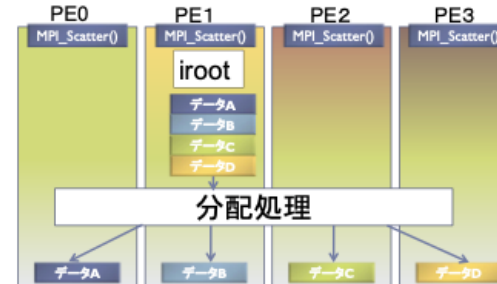 PE0 PE1 PE2 PE3
MPI_Scatter() MPI_Scatter() MPI_Scatter() MPI_Scatter()
iroot
データA
データB
データC
データD
分配処理
データA データB データC データD